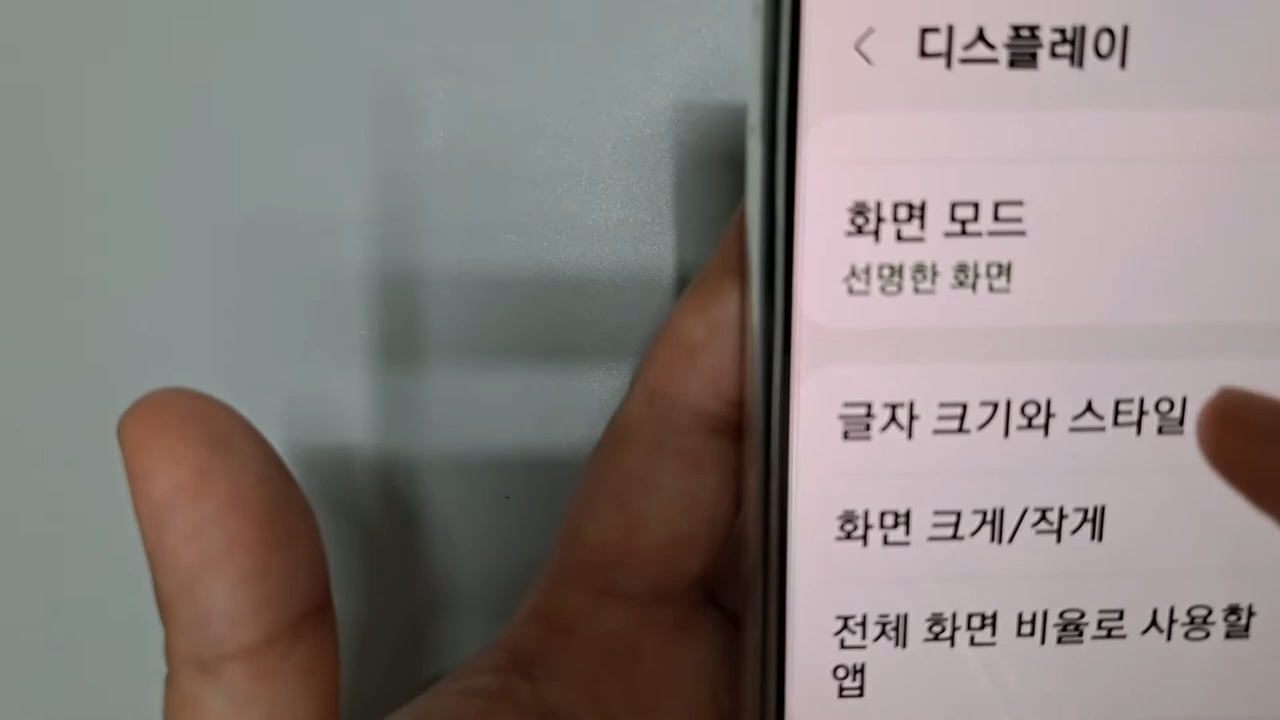 디스플레이
화면 모드
선명한 화면
글자 크기와 스타일
화면 크게/작게
전체 화면 비율로 사용할
앱